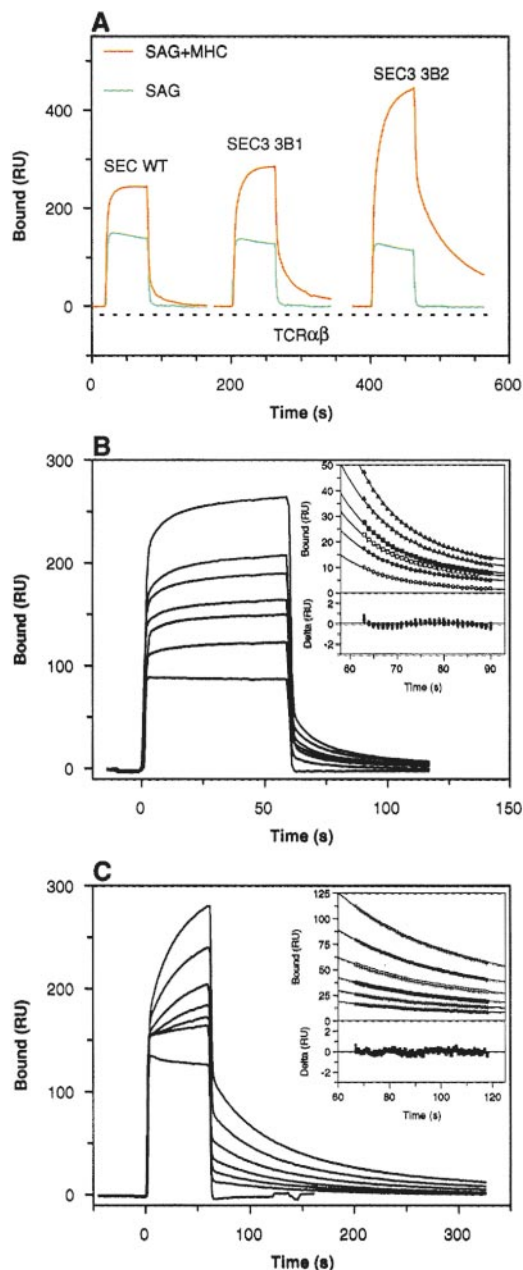 A
SAG+MHC
SAG
SEC WT
SEC3 3B1
SEC3 3B2
400
200
0
Bound (RU)
TCRαβ
0 200 400 600
Time (s)
B
300
200
100
0
Bound (RU)
-50 0 50 100 150
Time (s)
50
40
30
20
10
0
Bound (RU)
2
0
-2
Delta (RU)
60 70 80 90
Time (s)
C
300
200
100
0
Bound (RU)
0 100 200 300
Time (s)
125
100
75
50
25
0
Bound (RU)
2
0
-2
Delta (RU)
60 80 100 120
Time (s)